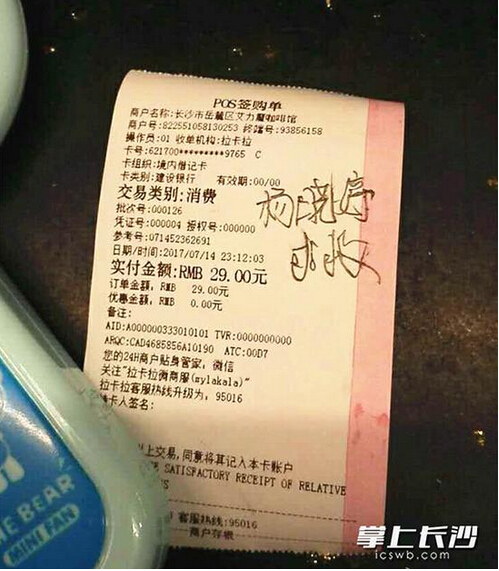 POS签购单
商户名称:长沙市岳麓区艾力魔咖啡馆
商户号:822551058130253 终端号:93856158
操作员:01 收单机构:拉卡拉
卡号:621700*********9765 C
卡组织:境内借记卡
卡类别:建设银行 有效期:00/00
交易类别:消费
批次号:000126
凭证号:000004 授权号:000000
参考号:071452362691
日期/时间:2017/07/14 23:12:03
实付金额:RMB 29.00元
订单金额:RMB 29.00元
优惠金额:RMB 0.00元
备注:
AID:A000000333010101 TVR:0000000000
ARQC:CAD4685856A10190 ATC:00D7
您的24H商户贴身管家,微信
关注"拉卡拉微商服(mylakala)"
拉卡拉客服热线升级为,95016
持卡人签名:
以上交易,同意将其记入本卡账户
SATISFACTORY RECEIPT OF RELATIVE
客服热线:95016
商户存根
杨晓婷
BEAR
MINI FAN
掌上长沙
icswb.com